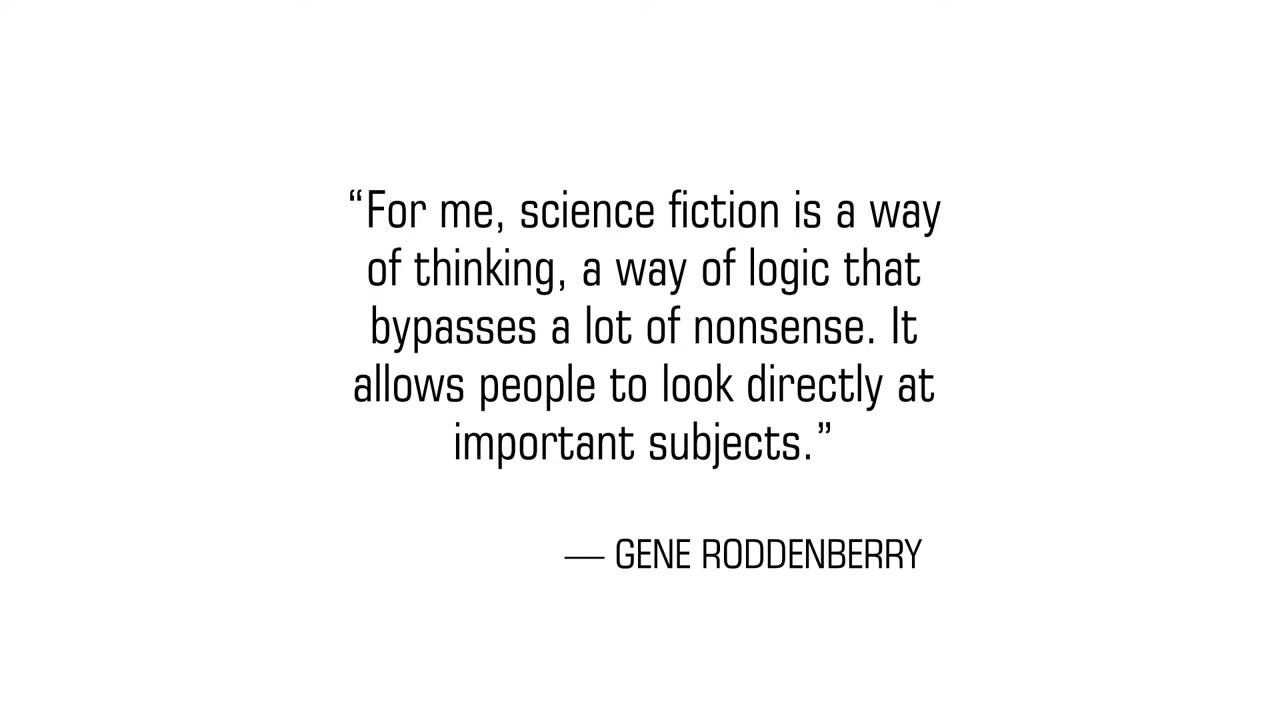 “For me, science fiction is a way
of thinking, a way of logic that
bypasses a lot of nonsense. It
allows people to look directly at
important subjects.”
— GENE RODDENBERRY